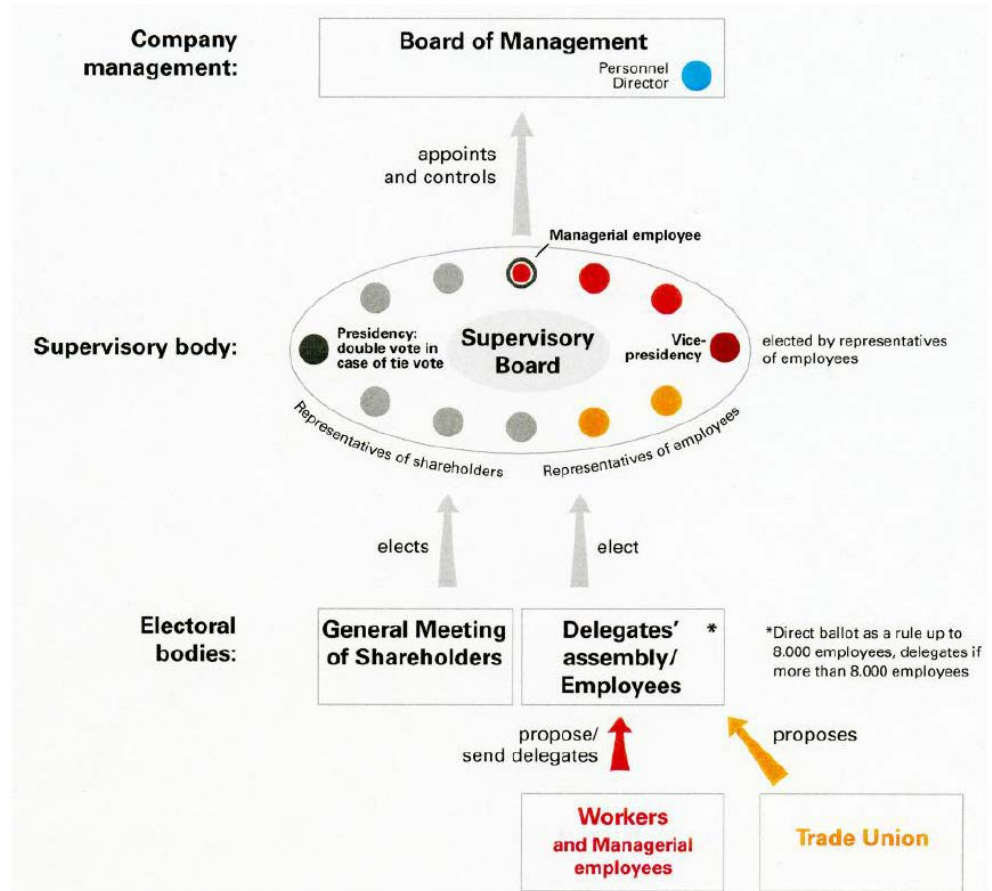 Company
management:
Board of Management
Personnel
Director
appoints
and controls
Managerial employee
Supervisory body:
Presidency:
double vote in
case of tie vote
Supervisory
Board
Vice-
presidency
elected by representatives
of employees
Representatives of shareholders
Representatives of employees
elects
elect
Electoral
bodies:
General Meeting
of Shareholders
Delegates' *
assembly/
Employees
*Direct ballot as a rule up to
8.000 employees, delegates if
more than 8.000 employees
propose/
send delegates
proposes
Workers
and Managerial
employees
Trade Union